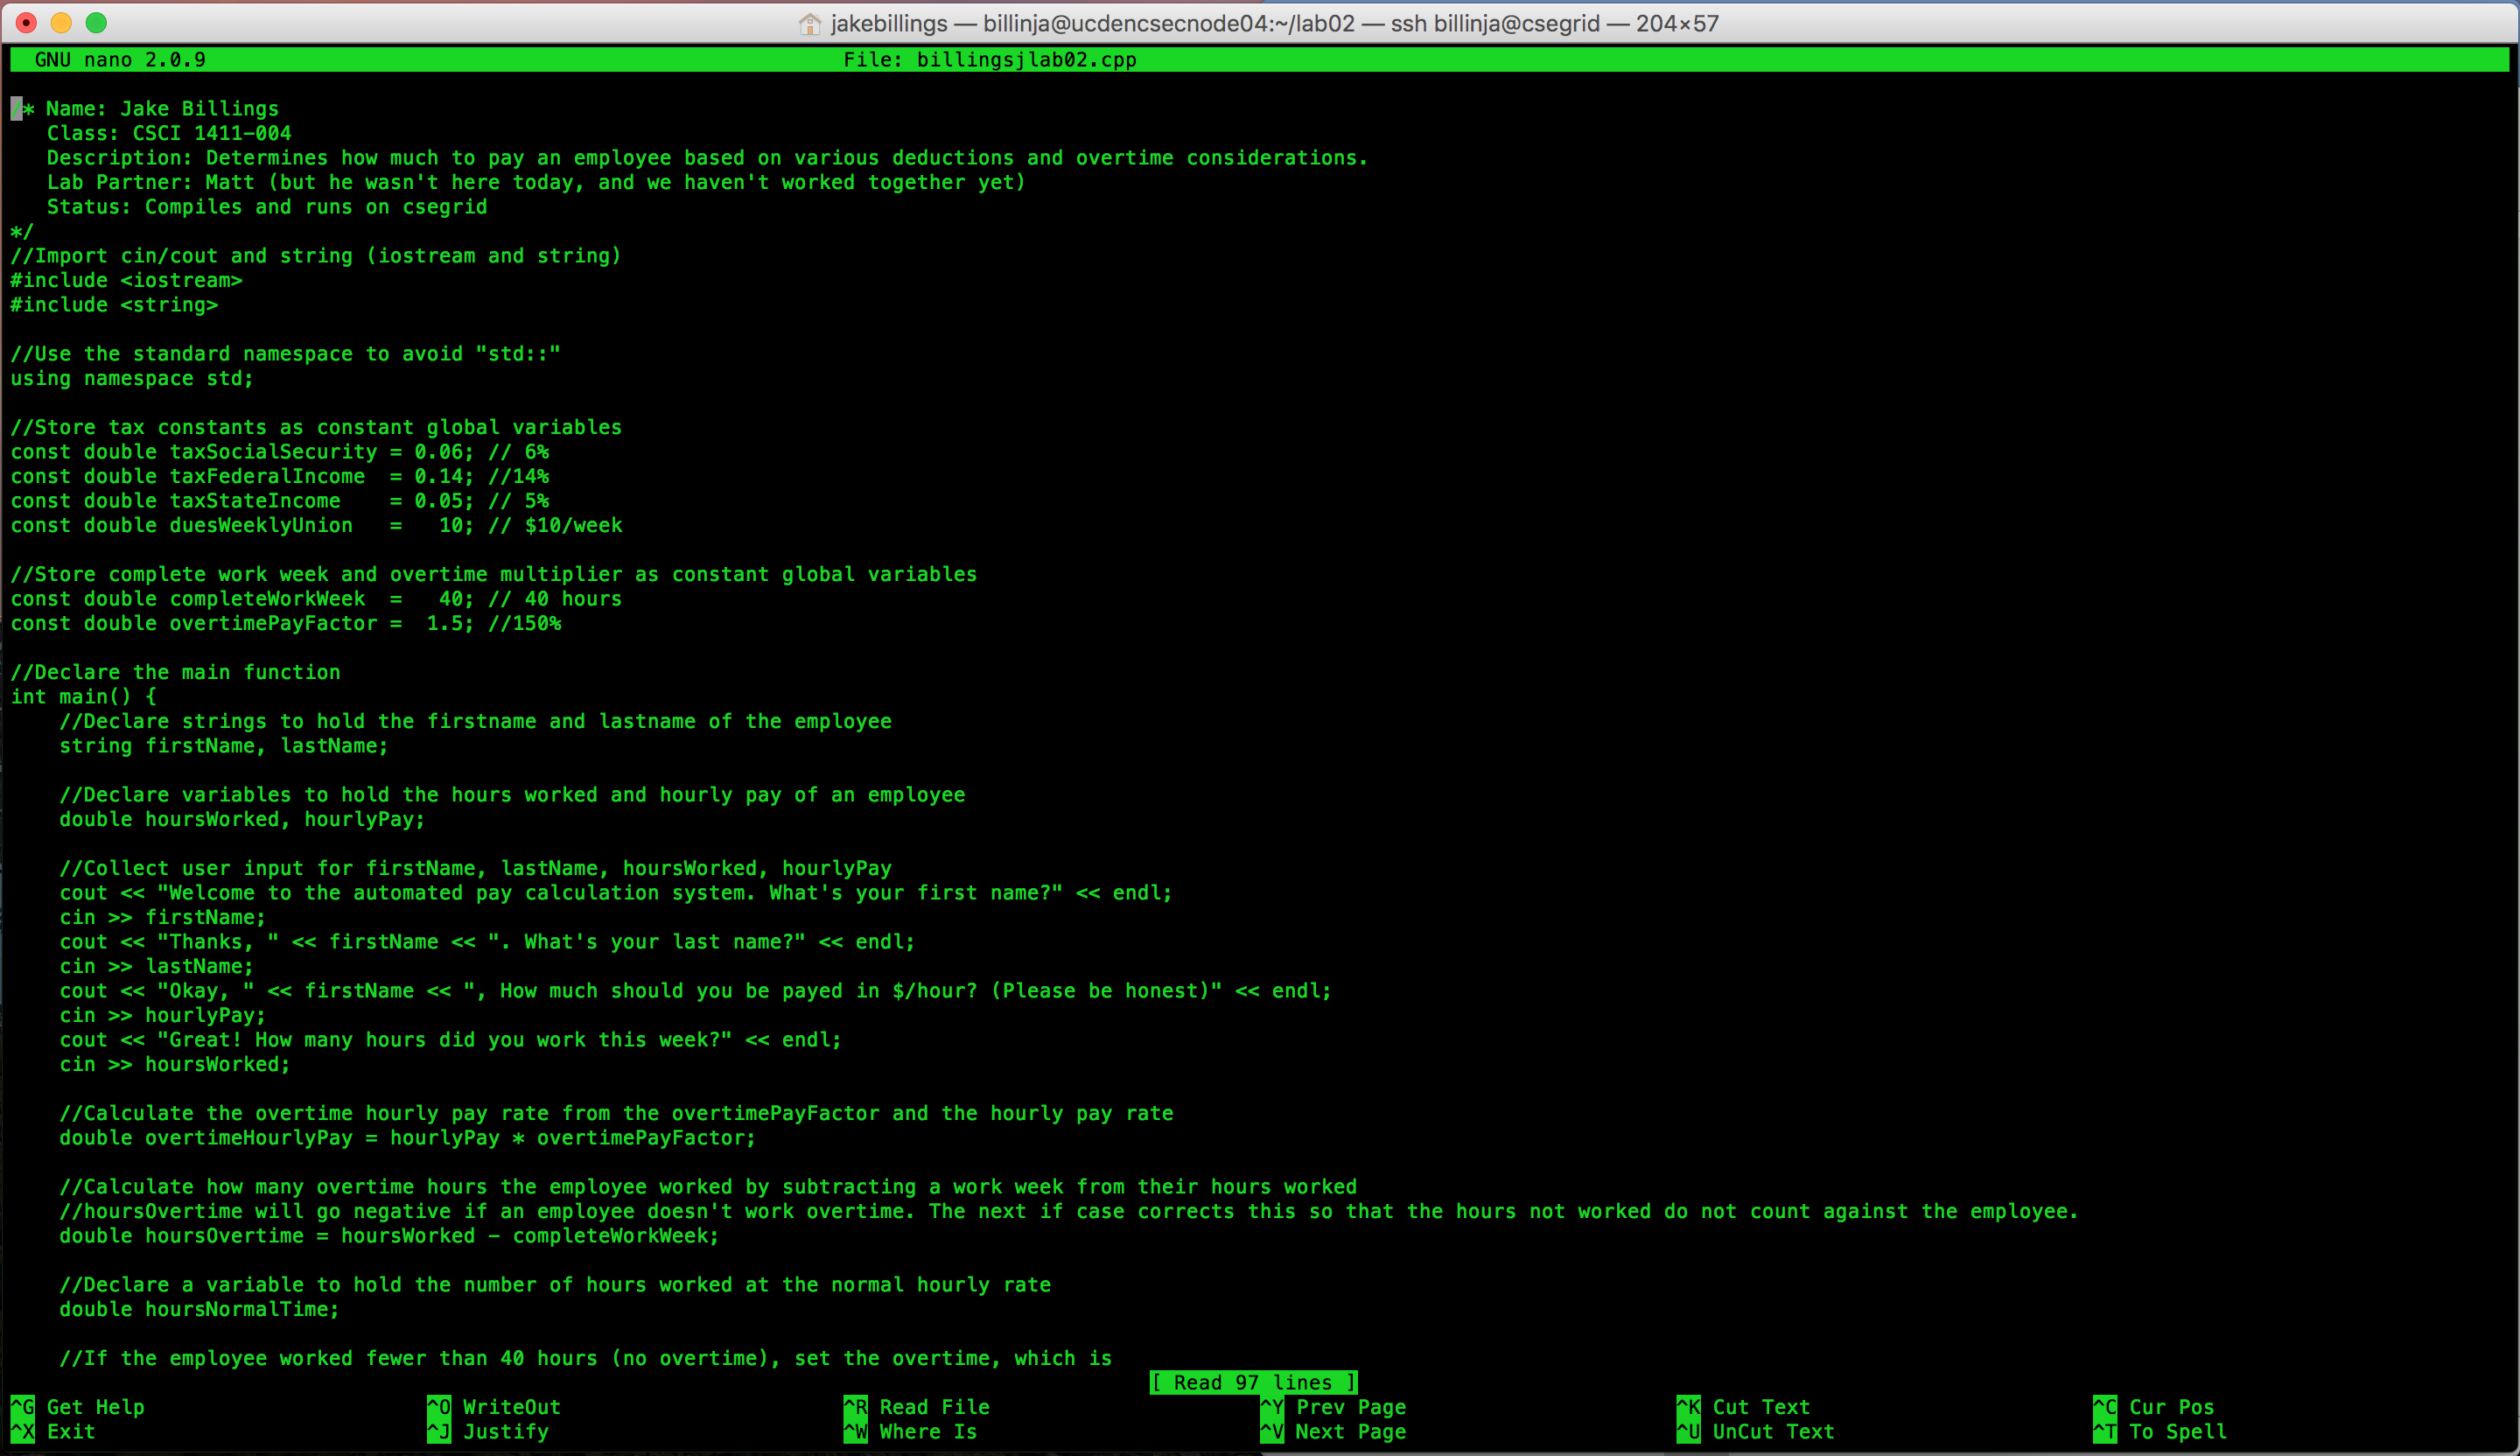 jakebillings — billinja@ucdencsecnode04:~/lab02 — ssh billinja@csegrid — 204×57
GNU nano 2.0.9 File: billingsjlab02.cpp
/* Name: Jake Billings
   Class: CSCI 1411-004
   Description: Determines how much to pay an employee based on various deductions and overtime considerations.
   Lab Partner: Matt (but he wasn't here today, and we haven't worked together yet)
   Status: Compiles and runs on csegrid
*/
//Import cin/cout and string (iostream and string)
#include <iostream>
#include <string>
//Use the standard namespace to avoid "std::"
using namespace std;
//Store tax constants as constant global variables
const double taxSocialSecurity = 0.06; // 6%
const double taxFederalIncome  = 0.14; //14%
const double taxStateIncome    = 0.05; // 5%
const double duesWeeklyUnion   =   10; // $10/week
//Store complete work week and overtime multiplier as constant global variables
const double completeWorkWeek  =   40; // 40 hours
const double overtimePayFactor =  1.5; //150%
//Declare the main function
int main() {
    //Declare strings to hold the firstname and lastname of the employee
    string firstName, lastName;
    //Declare variables to hold the hours worked and hourly pay of an employee
    double hoursWorked, hourlyPay;
    //Collect user input for firstName, lastName, hoursWorked, hourlyPay
    cout << "Welcome to the automated pay calculation system. What's your first name?" << endl;
    cin >> firstName;
    cout << "Thanks, " << firstName << ". What's your last name?" << endl;
    cin >> lastName;
    cout << "Okay, " << firstName << ", How much should you be payed in $/hour? (Please be honest)" << endl;
    cin >> hourlyPay;
    cout << "Great! How many hours did you work this week?" << endl;
    cin >> hoursWorked;
    //Calculate the overtime hourly pay rate from the overtimePayFactor and the hourly pay rate
    double overtimeHourlyPay = hourlyPay * overtimePayFactor;
    //Calculate how many overtime hours the employee worked by subtracting a work week from their hours worked
    //hoursOvertime will go negative if an employee doesn't work overtime. The next if case corrects this so that the hours not worked do not count against the employee.
    double hoursOvertime = hoursWorked - completeWorkWeek;
    //Declare a variable to hold the number of hours worked at the normal hourly rate
    double hoursNormalTime;
    //If the employee worked fewer than 40 hours (no overtime), set the overtime, which is
[ Read 97 lines ]
^G Get Help ^O WriteOut ^R Read File ^Y Prev Page ^K Cut Text ^C Cur Pos
^X Exit ^J Justify ^W Where Is ^V Next Page ^U UnCut Text ^T To Spell